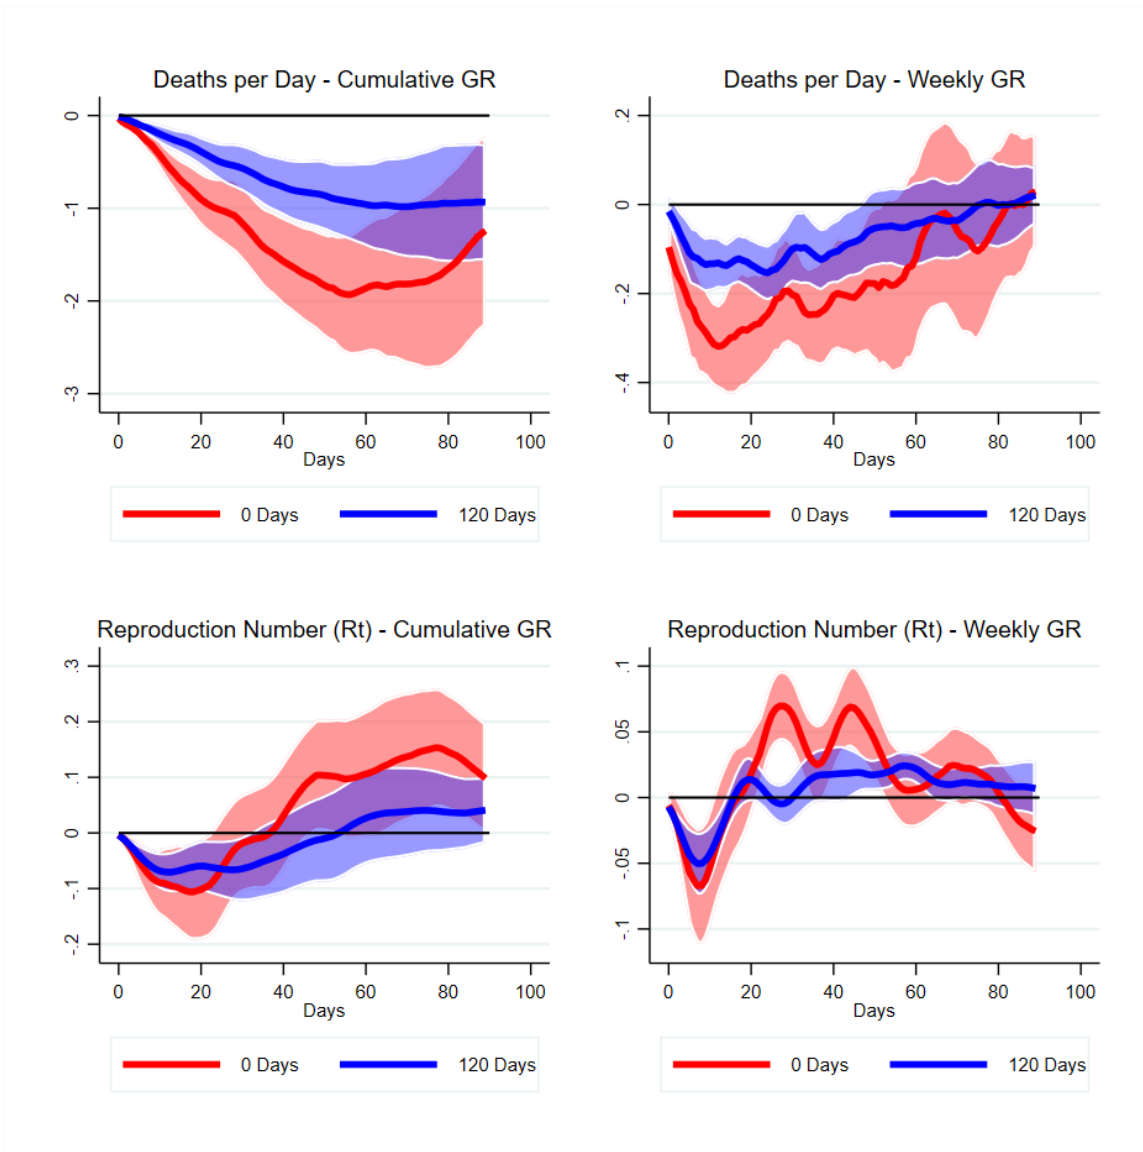 Deaths per Day - Cumulative GR
0
-1
-2
-3
0 20 40 60 80 100
Days
0 Days 120 Days
Deaths per Day - Weekly GR
.2
0
-.2
-.4
0 20 40 60 80 100
Days
0 Days 120 Days
Reproduction Number (Rt) - Cumulative GR
.3
.2
.1
0
-.1
-.2
0 20 40 60 80 100
Days
0 Days 120 Days
Reproduction Number (Rt) - Weekly GR
.1
.05
0
-.05
-.1
0 20 40 60 80 100
Days
0 Days 120 Days